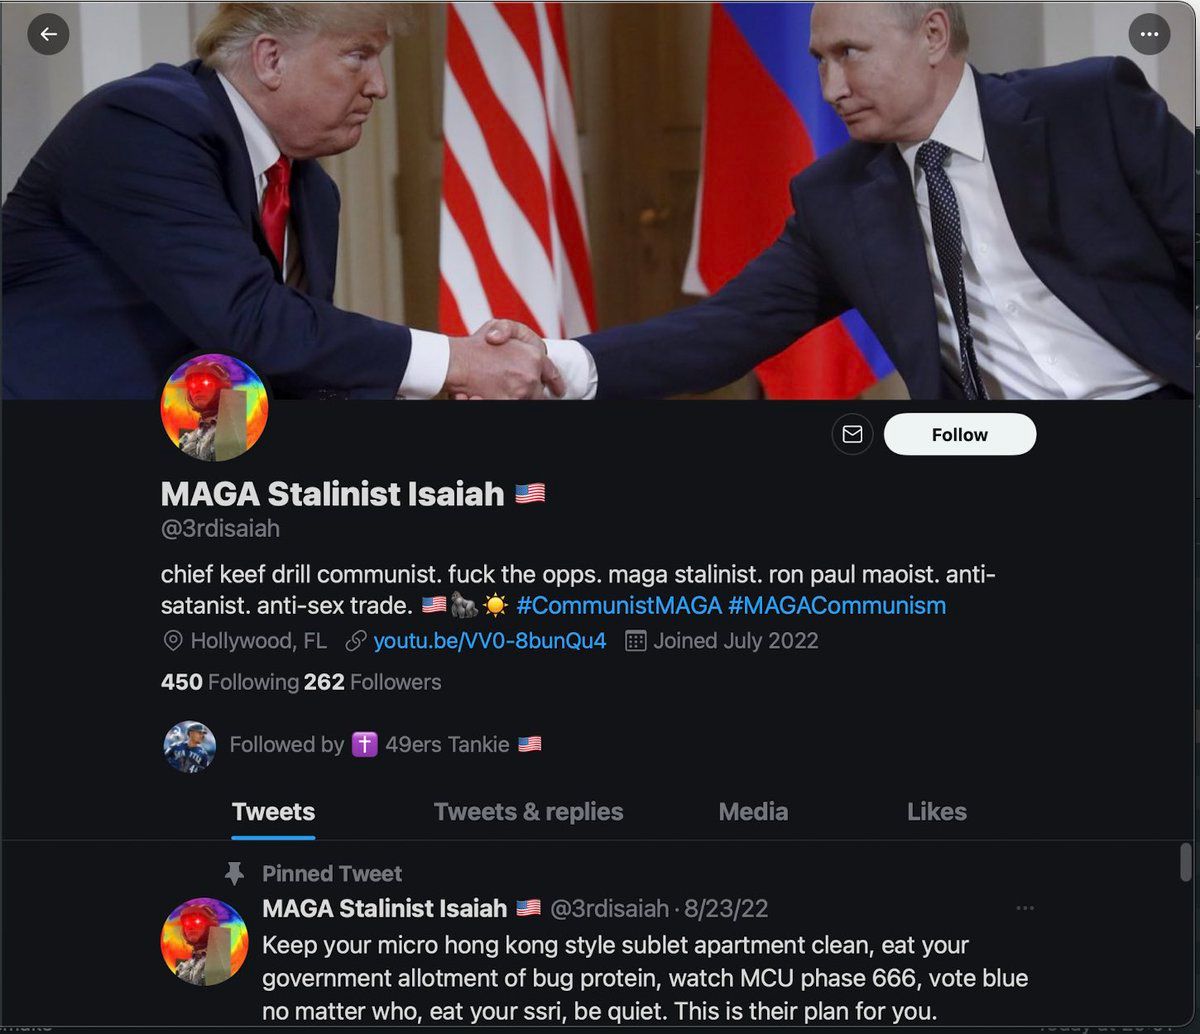 MAGA Stalinist Isaiah 🇺🇸
@3rdisaiah
Follow
chief keef drill communist. fuck the opps. maga stalinist. ron paul maoist. anti-
satanist. anti-sex trade. 🇺🇸🦍☀️ #CommunistMAGA #MAGACommunism
Hollywood, FL youtu.be/VV0-8bunQu4 Joined July 2022
450 Following 262 Followers
Followed by ✝️ 49ers Tankie 🇺🇸
Tweets Tweets & replies Media Likes
Pinned Tweet
MAGA Stalinist Isaiah 🇺🇸 @3rdisaiah · 8/23/22
Keep your micro hong kong style sublet apartment clean, eat your
government allotment of bug protein, watch MCU phase 666, vote blue
no matter who, eat your ssri, be quiet. This is their plan for you.